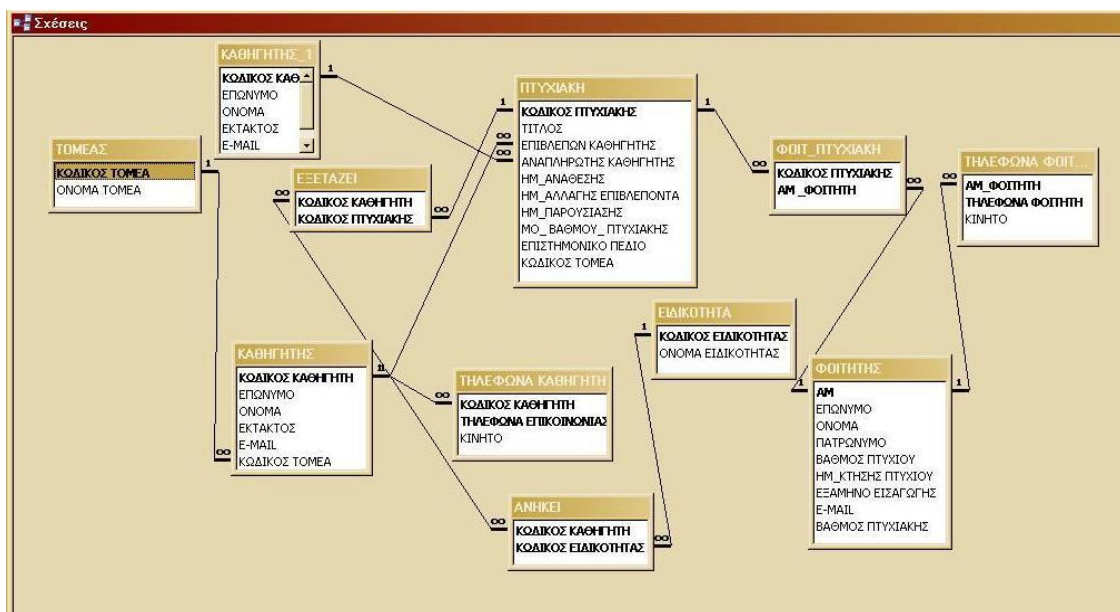 Σχέσεις
ΚΑΘΗΓΗΤΗΣ_1
ΚΩΔΙΚΟΣ ΚΑΘ
ΕΠΩΝΥΜΟ
ΟΝΟΜΑ
ΕΚΤΑΚΤΟΣ
E-MAIL
ΤΟΜΕΑΣ
ΚΩΔΙΚΟΣ ΤΟΜΕΑ
ΟΝΟΜΑ ΤΟΜΕΑ
ΕΞΕΤΑΖΕΙ
ΚΩΔΙΚΟΣ ΚΑΘΗΓΗΤΗ
ΚΩΔΙΚΟΣ ΠΤΥΧΙΑΚΗΣ
ΠΤΥΧΙΑΚΗ
ΚΩΔΙΚΟΣ ΠΤΥΧΙΑΚΗΣ
ΤΙΤΛΟΣ
ΕΠΙΒΛΕΠΩΝ ΚΑΘΗΓΗΤΗΣ
ΑΝΑΠΛΗΡΩΤΗΣ ΚΑΘΗΓΗΤΗΣ
ΗΜ_ΑΝΑΘΕΣΗΣ
ΗΜ_ΑΛΛΑΓΗΣ ΕΠΙΒΛΕΠΟΝΤΑ
ΗΜ_ΠΑΡΟΥΣΙΑΣΗΣ
ΜΟ_ ΒΑΘΜΟΥ_ ΠΤΥΧΙΑΚΗΣ
ΕΠΙΣΤΗΜΟΝΙΚΟ ΠΕΔΙΟ
ΚΩΔΙΚΟΣ ΤΟΜΕΑ
ΦΟΙΤ_ΠΤΥΧΙΑΚΗ
ΚΩΔΙΚΟΣ ΠΤΥΧΙΑΚΗΣ
ΑΜ _ΦΟΙΤΗΤΗ
ΤΗΛΕΦΩΝΑ ΦΟΙΤ...
ΑΜ_ΦΟΙΤΗΤΗ
ΤΗΛΕΦΩΝΑ ΦΟΙΤΗΤΗ
ΚΙΝΗΤΟ
ΚΑΘΗΓΗΤΗΣ
ΚΩΔΙΚΟΣ ΚΑΘΗΓΗΤΗ
ΕΠΩΝΥΜΟ
ΟΝΟΜΑ
ΕΚΤΑΚΤΟΣ
E-MAIL
ΚΩΔΙΚΟΣ ΤΟΜΕΑ
ΤΗΛΕΦΩΝΑ ΚΑΘΗΓΗΤΗ
ΚΩΔΙΚΟΣ ΚΑΘΗΓΗΤΗ
ΤΗΛΕΦΩΝΑ ΕΠΙΚΟΙΝΩΝΙΑΣ
ΚΙΝΗΤΟ
ΕΙΔΙΚΟΤΗΤΑ
ΚΩΔΙΚΟΣ ΕΙΔΙΚΟΤΗΤΑΣ
ΟΝΟΜΑ ΕΙΔΙΚΟΤΗΤΑΣ
ΦΟΙΤΗΤΗΣ
ΑΜ
ΕΠΩΝΥΜΟ
ΟΝΟΜΑ
ΠΑΤΡΩΝΥΜΟ
ΒΑΘΜΟΣ ΠΤΥΧΙΟΥ
ΗΜ_ΚΤΗΣΗΣ ΠΤΥΧΙΟΥ
ΕΞΑΜΗΝΟ ΕΙΣΑΓΩΓΗΣ
E-MAIL
ΒΑΘΜΟΣ ΠΤΥΧΙΑΚΗΣ
ΑΝΗΚΕΙ
ΚΩΔΙΚΟΣ ΚΑΘΗΓΗΤΗ
ΚΩΔΙΚΟΣ ΕΙΔΙΚΟΤΗΤΑΣ